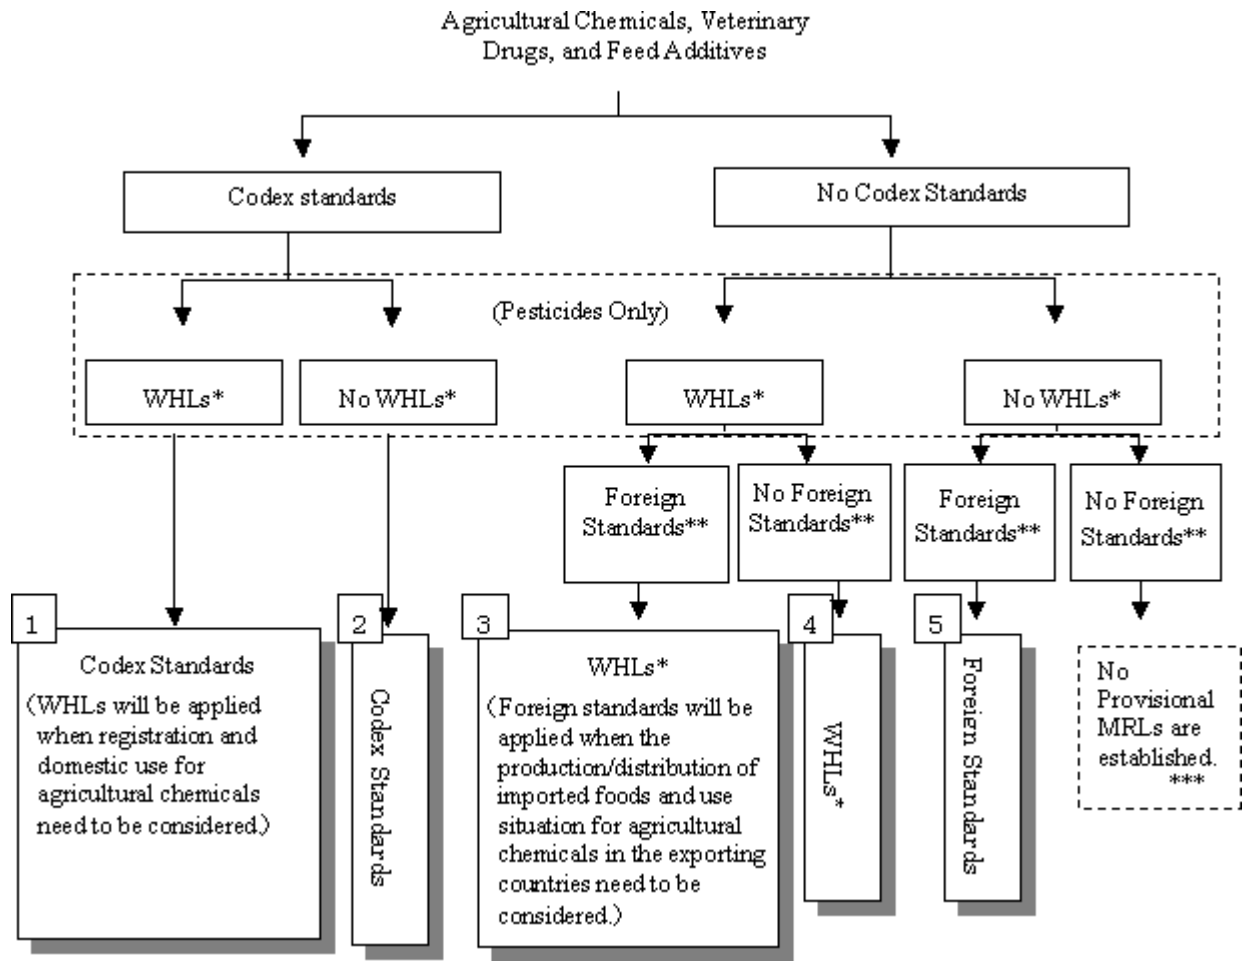 Agricultural Chemicals, Veterinary
Drugs, and Feed Additives
Codex standards
No Codex Standards
(Pesticides Only)
WHLs*
No WHLs*
WHLs*
No WHLs*
Foreign
Standards**
No Foreign
Standards**
Foreign
Standards**
No Foreign
Standards**
1
Codex Standards
(WHLs will be applied
when registration and
domestic use for
agricultural chemicals
need to be considered.)
2
Codex Standards
3
WHLs*
(Foreign standards will be
applied when the
production/distribution of
imported foods and use
situation for agricultural
chemicals in the exporting
countries need to be
considered.)
4
WHLs*
5
Foreign Standards
No
Provisional
MRLs are
established.
***